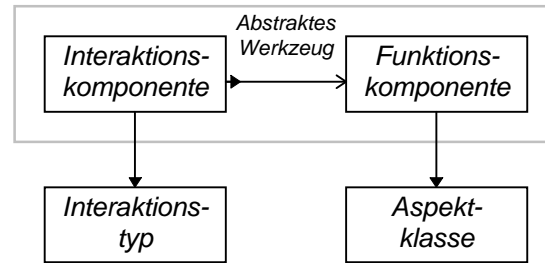 Abstraktes
Werkzeug
Interaktions-
komponente
Funktions-
komponente
Interaktions-
typ
Aspekt-
klasse